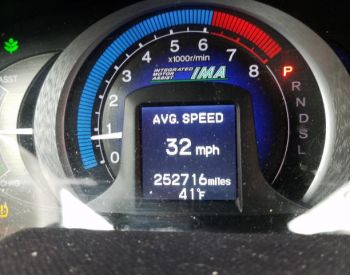 x1000r/min
INTEGRATED
MOTOR
ASSIST
IMA
0
1
2
3
4
5
6
7
8
P
R
N
D
S
L
AVG. SPEED
32 mph
252716 miles
41°F